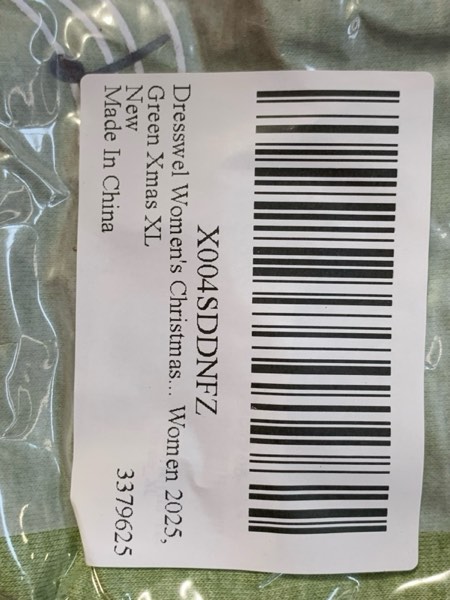 X004SDDNFZ
Dresswel Women's Christmas... Women 2025,
Green Xmas XL
New
Made In China
3379625